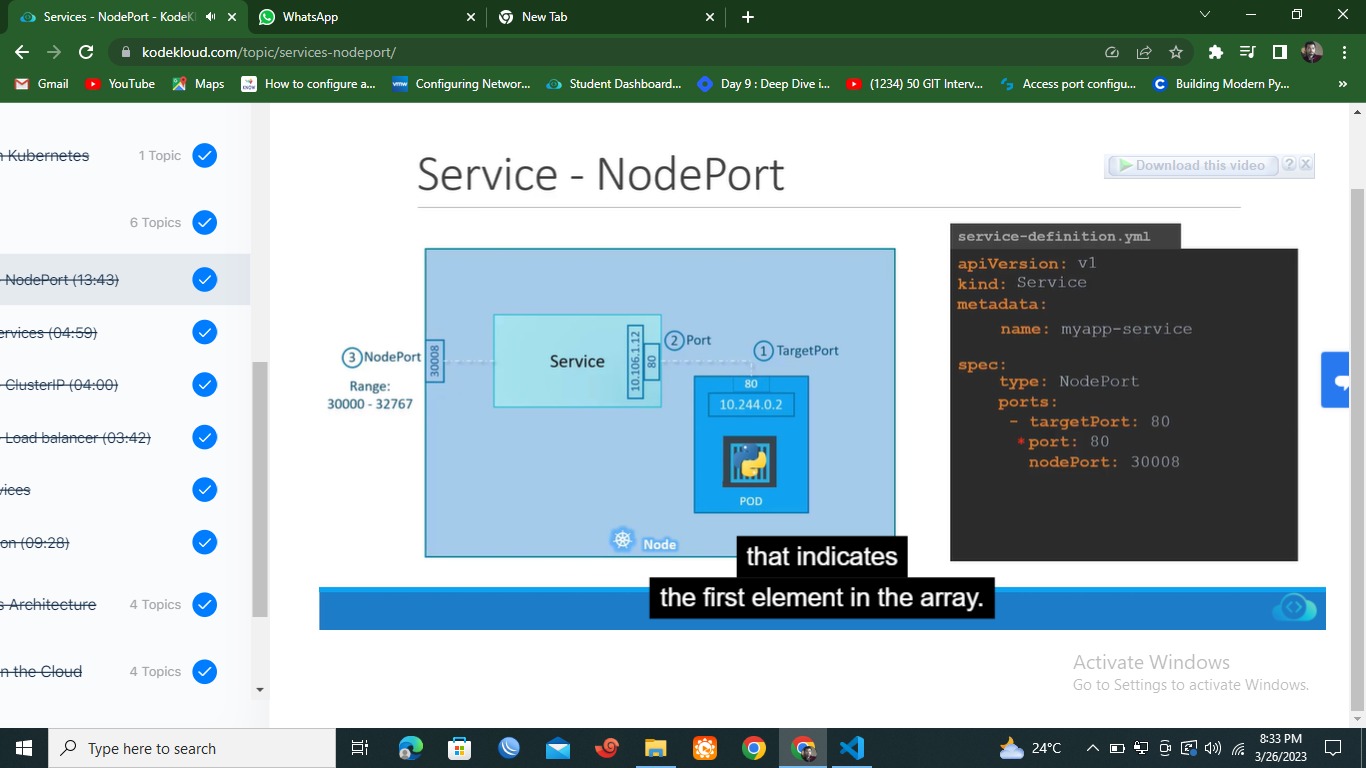 Services - NodePort - KodeKl
WhatsApp
New Tab
kodekloud.com/topic/services-nodeport/
Gmail
YouTube
Maps
How to configure a...
Configuring Networ...
Student Dashboard...
Day 9 : Deep Dive i...
(1234) 50 GIT Interv...
Access port configu...
Building Modern Py...
»
n Kubernetes
1 Topic
6 Topics
NodePort (13:43)
ervices (04:59)
ClusterIP (04:00)
Load balancer (03:42)
vices
on (09:28)
s Architecture
4 Topics
n the Cloud
4 Topics
Service - NodePort
Download this video
? X
3 NodePort
30008
Range:
30000 - 32767
Service
10.106.1.12
80
2 Port
1 TargetPort
80
10.244.0.2
POD
Node
service-definition.yml
apiVersion: v1
kind: Service
metadata:
name: myapp-service
spec:
type: NodePort
ports:
- targetPort: 80
*port: 80
nodePort: 30008
that indicates
the first element in the array.
Activate Windows
Go to Settings to activate Windows.
Type here to search
24°C
8:33 PM
3/26/2023